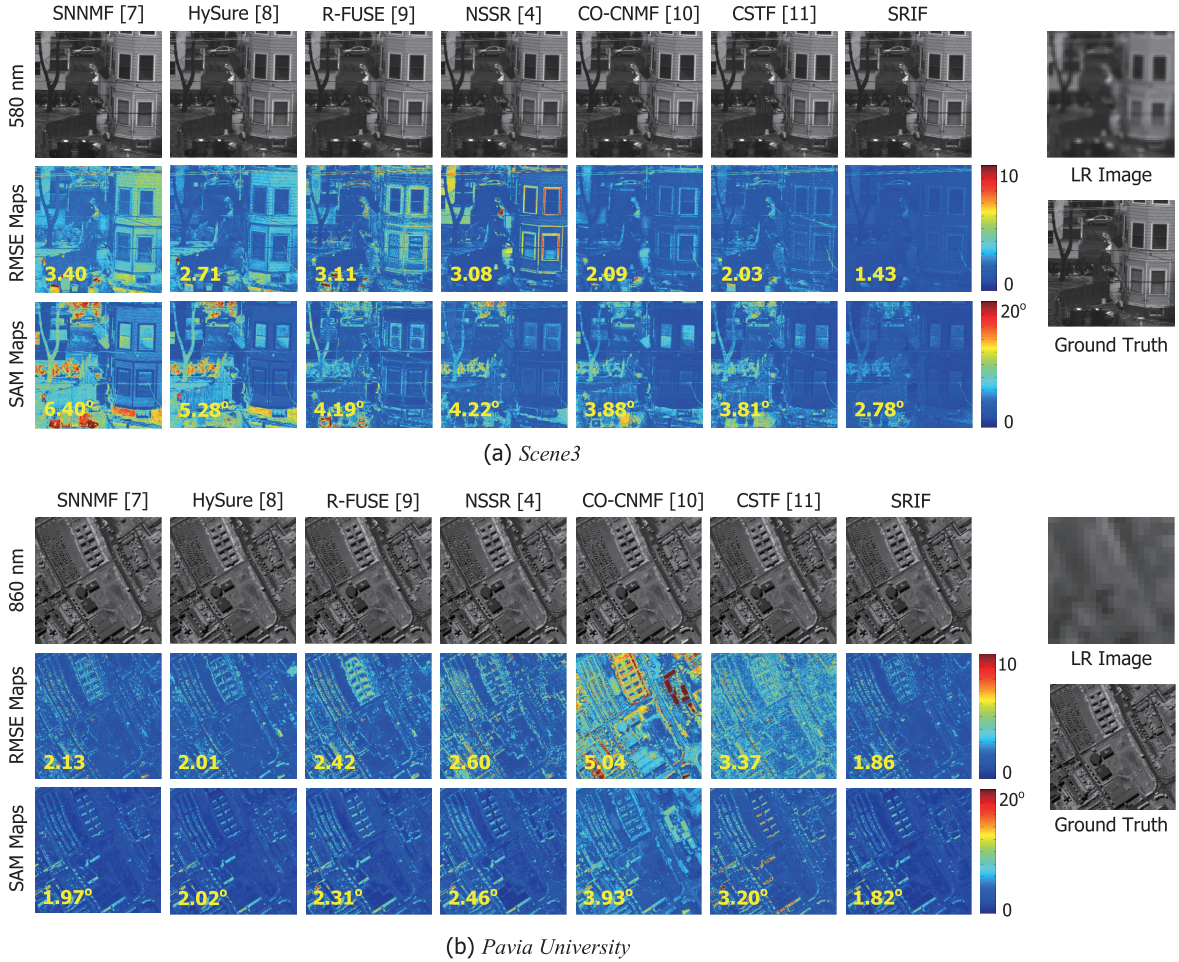 SNNMF [7] HySure [8] R-FUSE [9] NSSR [4] CO-CNMF [10] CSTF [11] SRIF
580 nm
LR Image
RMSE Maps
3.40 2.71 3.11 3.08 2.09 2.03 1.43
10
0
Ground Truth
SAM Maps
6.40° 5.28° 4.19° 4.22° 3.88° 3.81° 2.78°
20°
0
(a) Scene3
SNNMF [7] HySure [8] R-FUSE [9] NSSR [4] CO-CNMF [10] CSTF [11] SRIF
860 nm
LR Image
RMSE Maps
2.13 2.01 2.42 2.60 5.04 3.37 1.86
10
0
Ground Truth
SAM Maps
1.97° 2.02° 2.31° 2.46° 3.93° 3.20° 1.82°
20°
0
(b) Pavia University